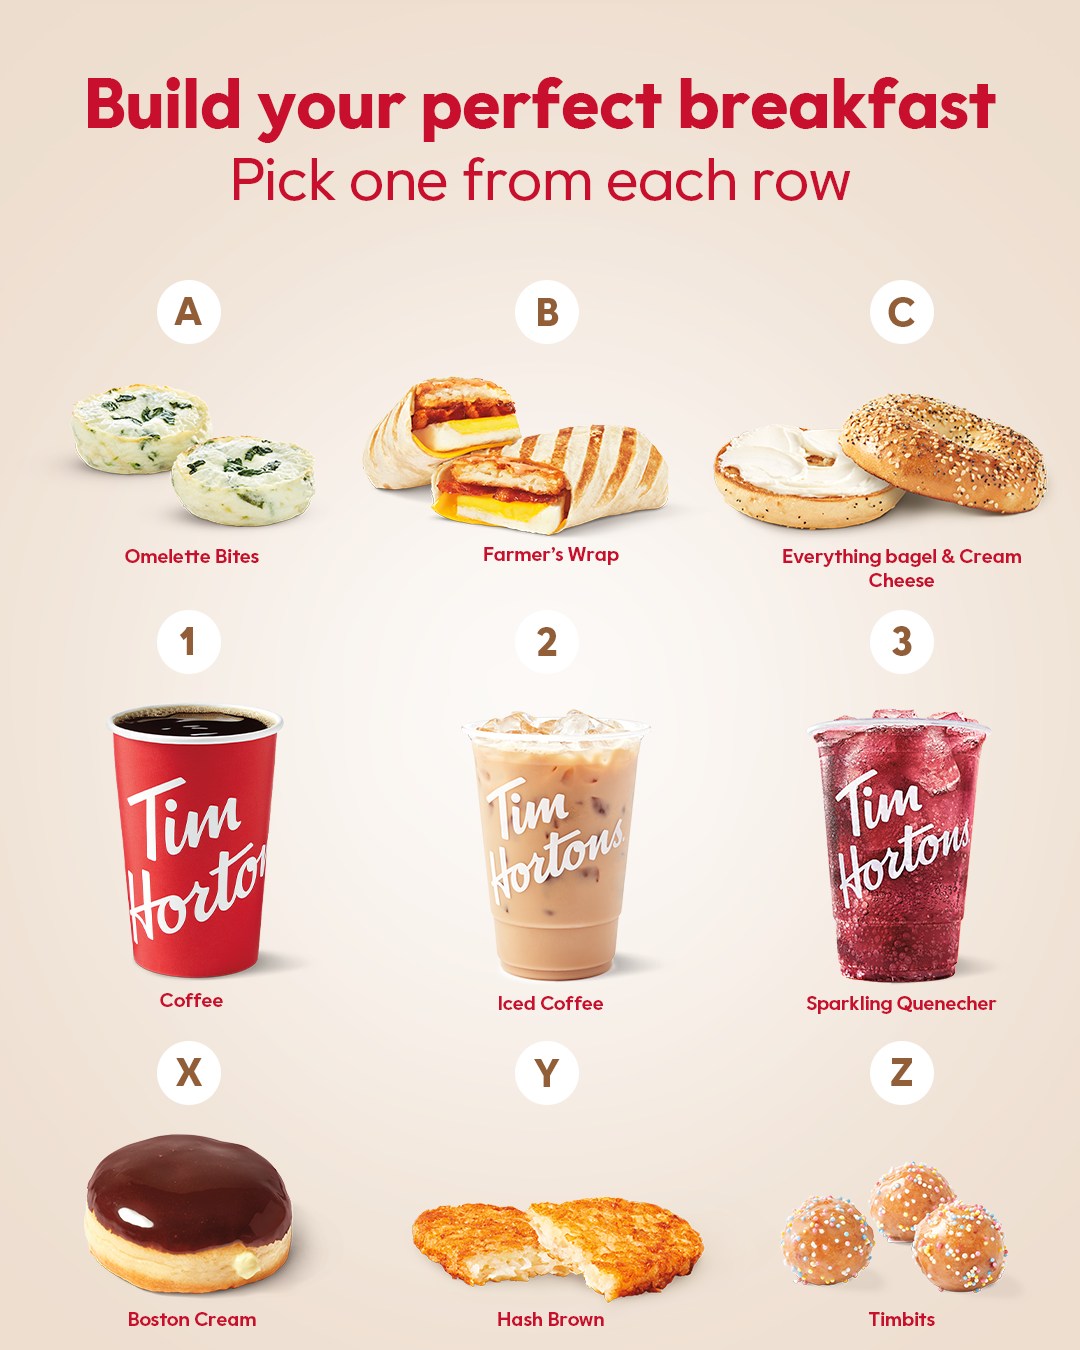 Build your perfect breakfast
Pick one from each row
A B C
Omelette Bites
Farmer's Wrap
Everything bagel & Cream
Cheese
1 2 3
Tim
Horton
Tim
Hortons
Tim
Hortons
Coffee
Iced Coffee
Sparkling Quenecher
X Y Z
Boston Cream
Hash Brown
Timbits